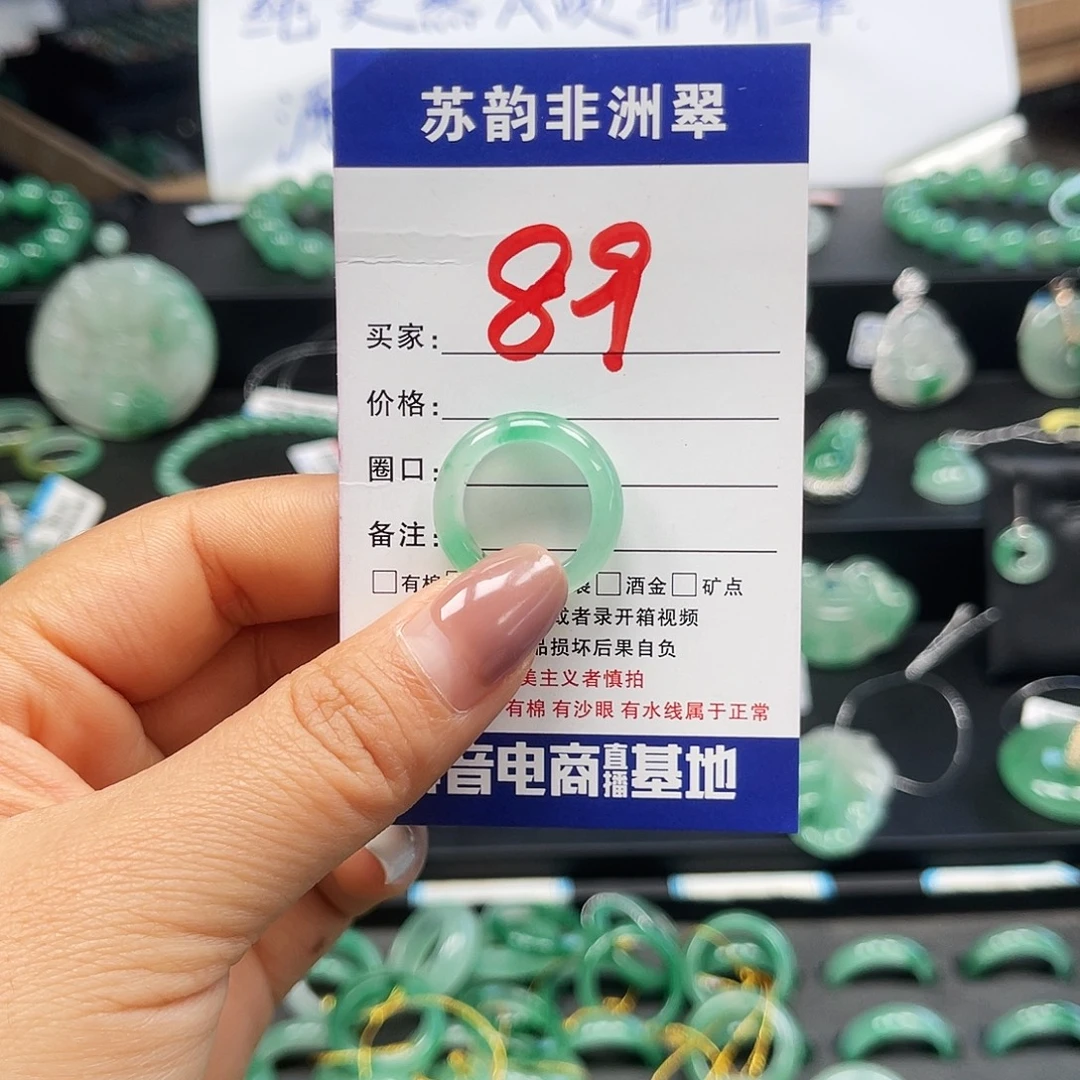 苏韵非洲翠
89
买家:
价格:
圈口:
备注:
□有棉 □酒金 □矿点
或者录开箱视频
品损坏后果自负
美主义者慎拍
有棉 有沙眼 有水线属于正常
音电商直播基地